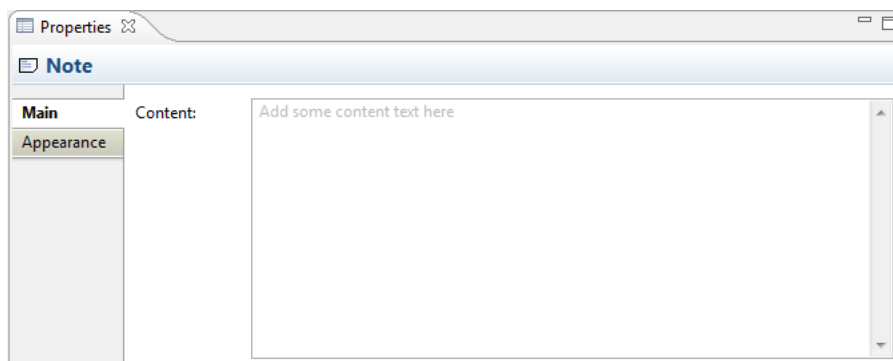 Properties
Note
Main
Content:
Add some content text here
Appearance